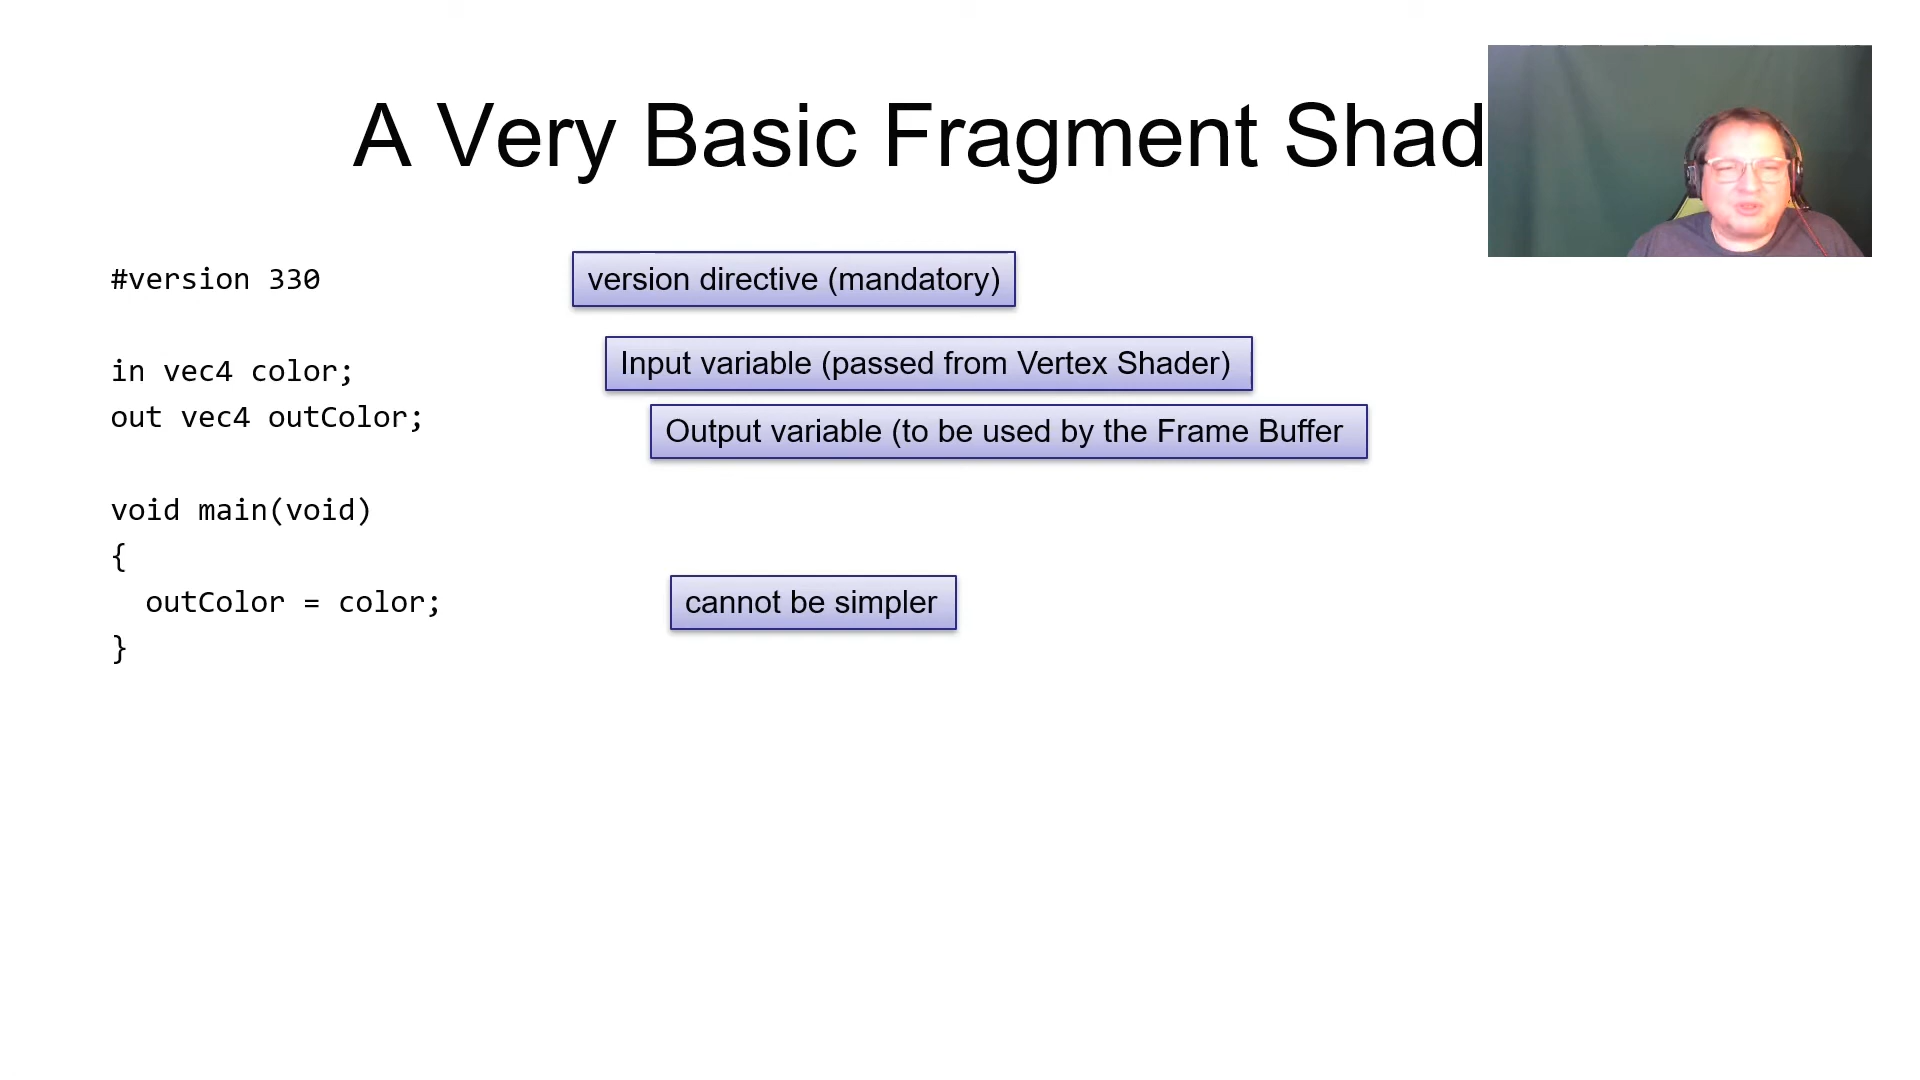 A Very Basic Fragment Shad
#version 330
version directive (mandatory)
in vec4 color;
Input variable (passed from Vertex Shader)
out vec4 outColor;
Output variable (to be used by the Frame Buffer
void main(void)
{
outColor = color;
cannot be simpler
}